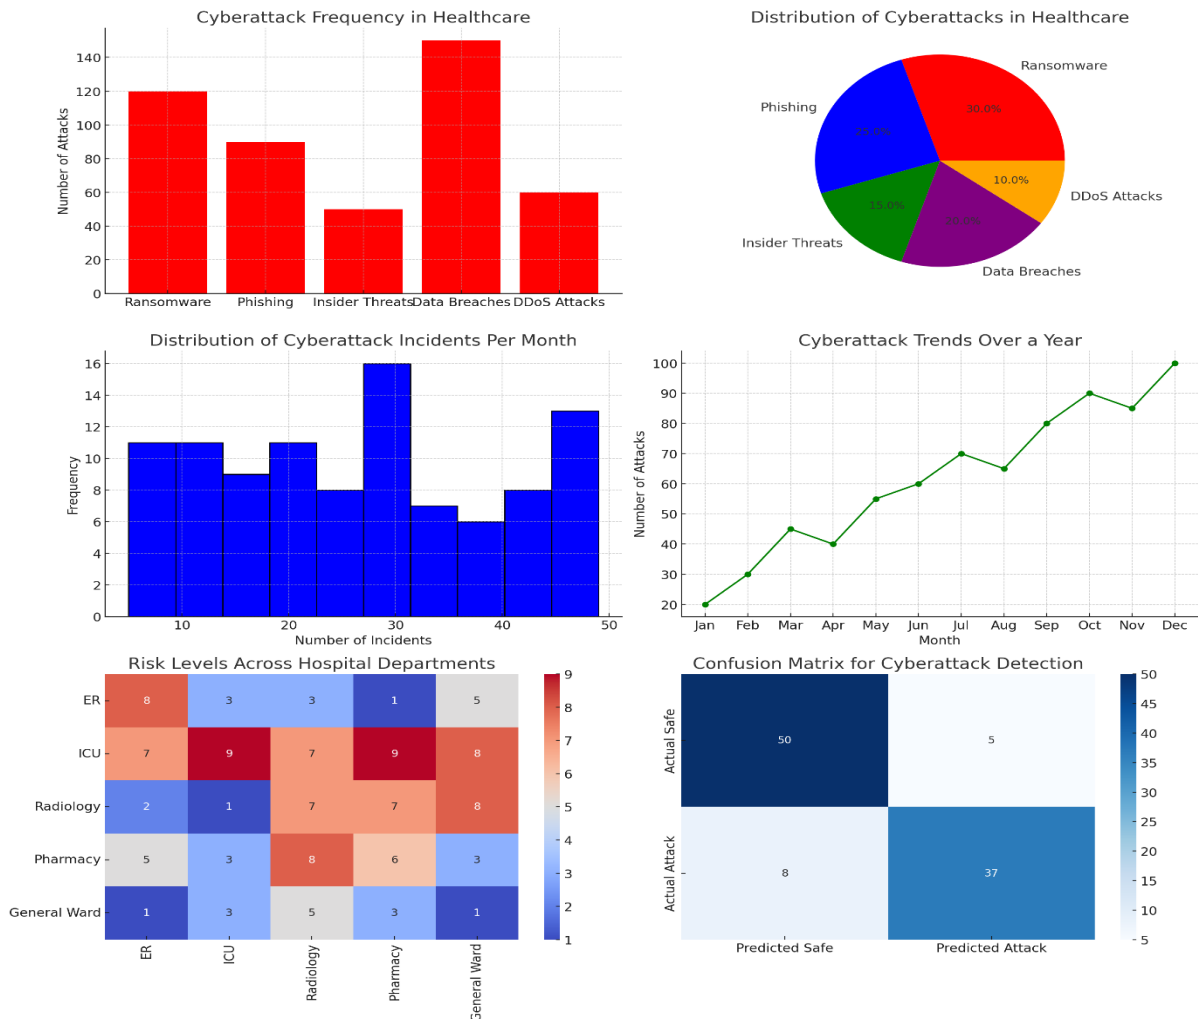 Cyberattack Frequency in Healthcare
Number of Attacks
140
120
100
80
60
40
20
0
Ransomware Phishing Insider Threats Data Breaches DDoS Attacks
Distribution of Cyberattacks in Healthcare
Ransomware
30.0%
Phishing
25.0%
Insider Threats
15.0%
Data Breaches
20.0%
DDoS Attacks
10.0%
Distribution of Cyberattack Incidents Per Month
Frequency
16
14
12
10
8
6
4
2
0
10 20 30 40 50
Number of Incidents
Cyberattack Trends Over a Year
Number of Attacks
100
90
80
70
60
50
40
30
20
Jan Feb Mar Apr May Jun Jul Aug Sep Oct Nov Dec
Month
Risk Levels Across Hospital Departments
ER 8 3 3 1 5
ICU 7 9 7 9 8
Radiology 2 1 7 7 8
Pharmacy 5 3 8 6 3
General Ward 1 3 5 3 1
ER ICU Radiology Pharmacy General Ward
9
8
7
6
5
4
3
2
1
Confusion Matrix for Cyberattack Detection
Actual Safe 50 5
Actual Attack 8 37
Predicted Safe Predicted Attack
50
45
40
35
30
25
20
15
10
5